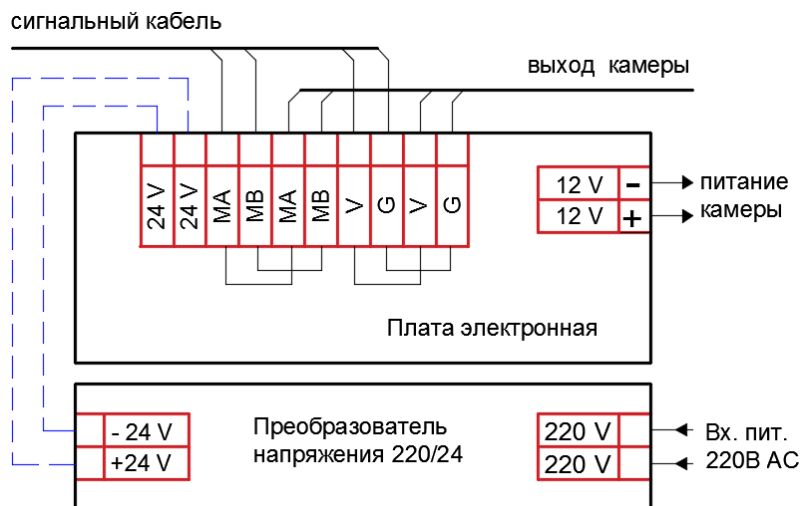 сигнальный кабель
выход камеры
24 V
24 V
MA
MB
MA
MB
V
G
V
G
12 V -
12 V +
питание
камеры
Плата электронная
- 24 V
+24 V
Преобразователь
напряжения 220/24
220 V
220 V
Вх. пит.
220В АС